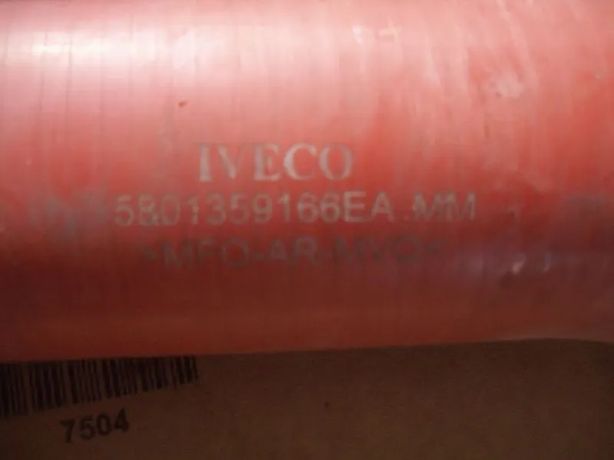 IVECO
5801359166EA MM
>MFQ-AR-MVQ<
7504